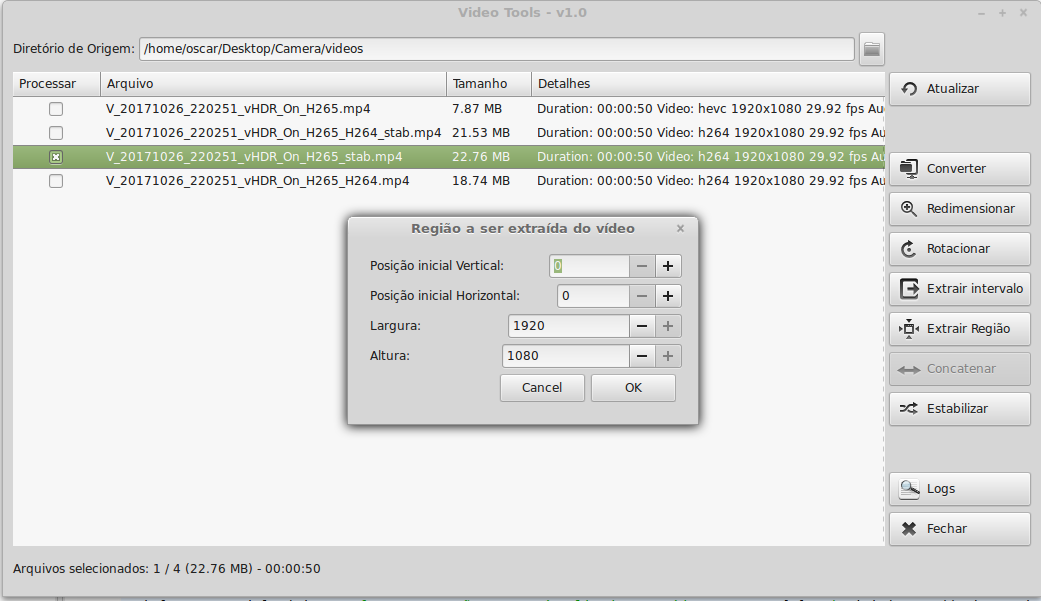 Video Tools - v1.0
Diretório de Origem: /home/oscar/Desktop/Camera/videos
Processar Arquivo Tamanho Detalhes
V_20171026_220251_vHDR_On_H265.mp4 7.87 MB Duration: 00:00:50 Video: hevc 1920x1080 29.92 fps Au
V_20171026_220251_vHDR_On_H265_H264_stab.mp4 21.53 MB Duration: 00:00:50 Video: h264 1920x1080 29.92 fps Au
V_20171026_220251_vHDR_On_H265_stab.mp4 22.76 MB Duration: 00:00:50 Video: h264 1920x1080 29.92 fps Au
V_20171026_220251_vHDR_On_H265_H264.mp4 18.74 MB Duration: 00:00:50 Video: h264 1920x1080 29.92 fps Au
Região a ser extraída do vídeo
Posição inicial Vertical: 0
Posição inicial Horizontal: 0
Largura: 1920
Altura: 1080
Cancel OK
Atualizar
Converter
Redimensionar
Rotacionar
Extrair intervalo
Extrair Região
Concatenar
Estabilizar
Logs
Fechar
Arquivos selecionados: 1 / 4 (22.76 MB) - 00:00:50